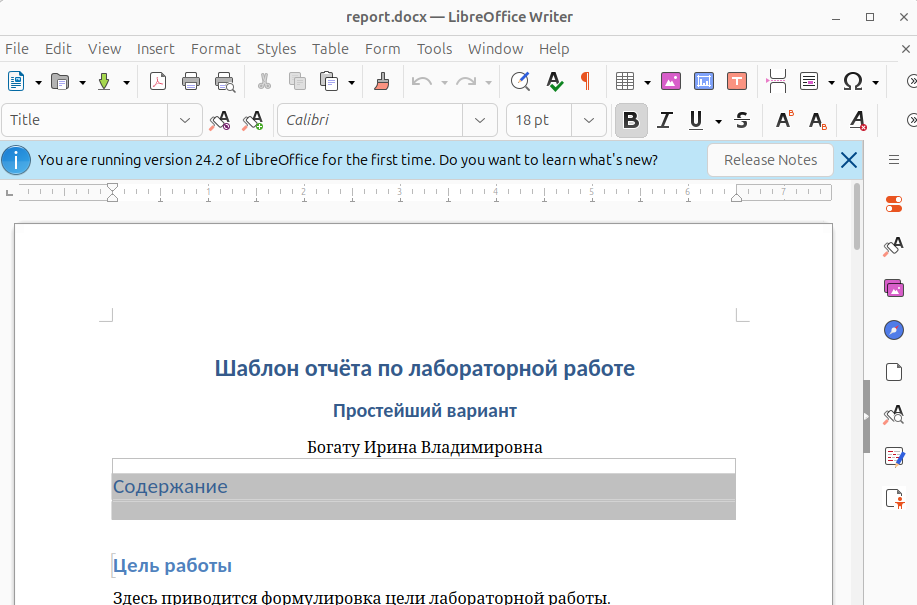 report.docx — LibreOffice Writer
File Edit View Insert Format Styles Table Form Tools Window Help
Title Calibri 18 pt B I U S A B A B A
You are running version 24.2 of LibreOffice for the first time. Do you want to learn what's new? Release Notes
1 2 3 4 5 6 7
Шаблон отчёта по лабораторной работе
Простейший вариант
Богату Ирина Владимировна
Содержание
Цель работы
Здесь приводится формулировка цели лабораторной работы.